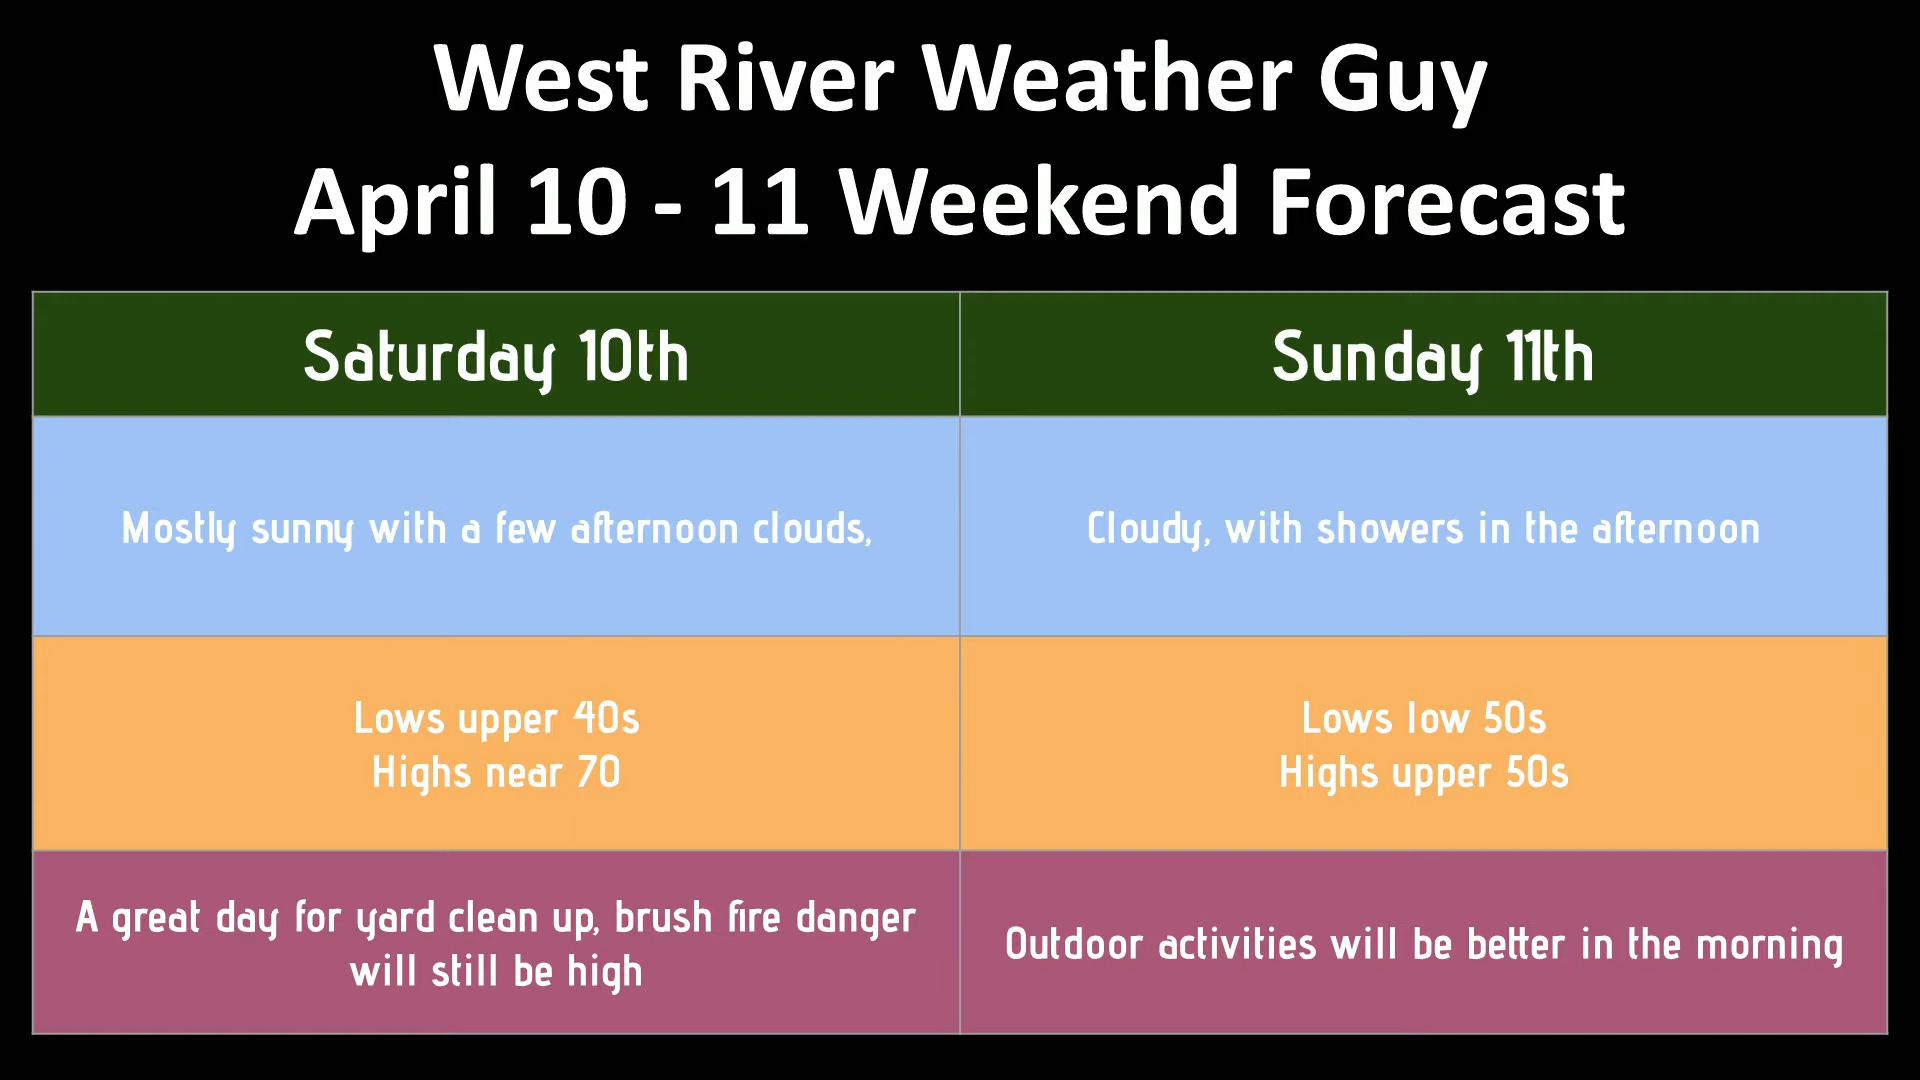 West River Weather Guy
April 10 - 11 Weekend Forecast
Saturday 10th
Sunday 11th
Mostly sunny with a few afternoon clouds,
Cloudy, with showers in the afternoon
Lows upper 40s
Highs near 70
Lows low 50s
Highs upper 50s
A great day for yard clean up, brush fire danger
will still be high
Outdoor activities will be better in the morning